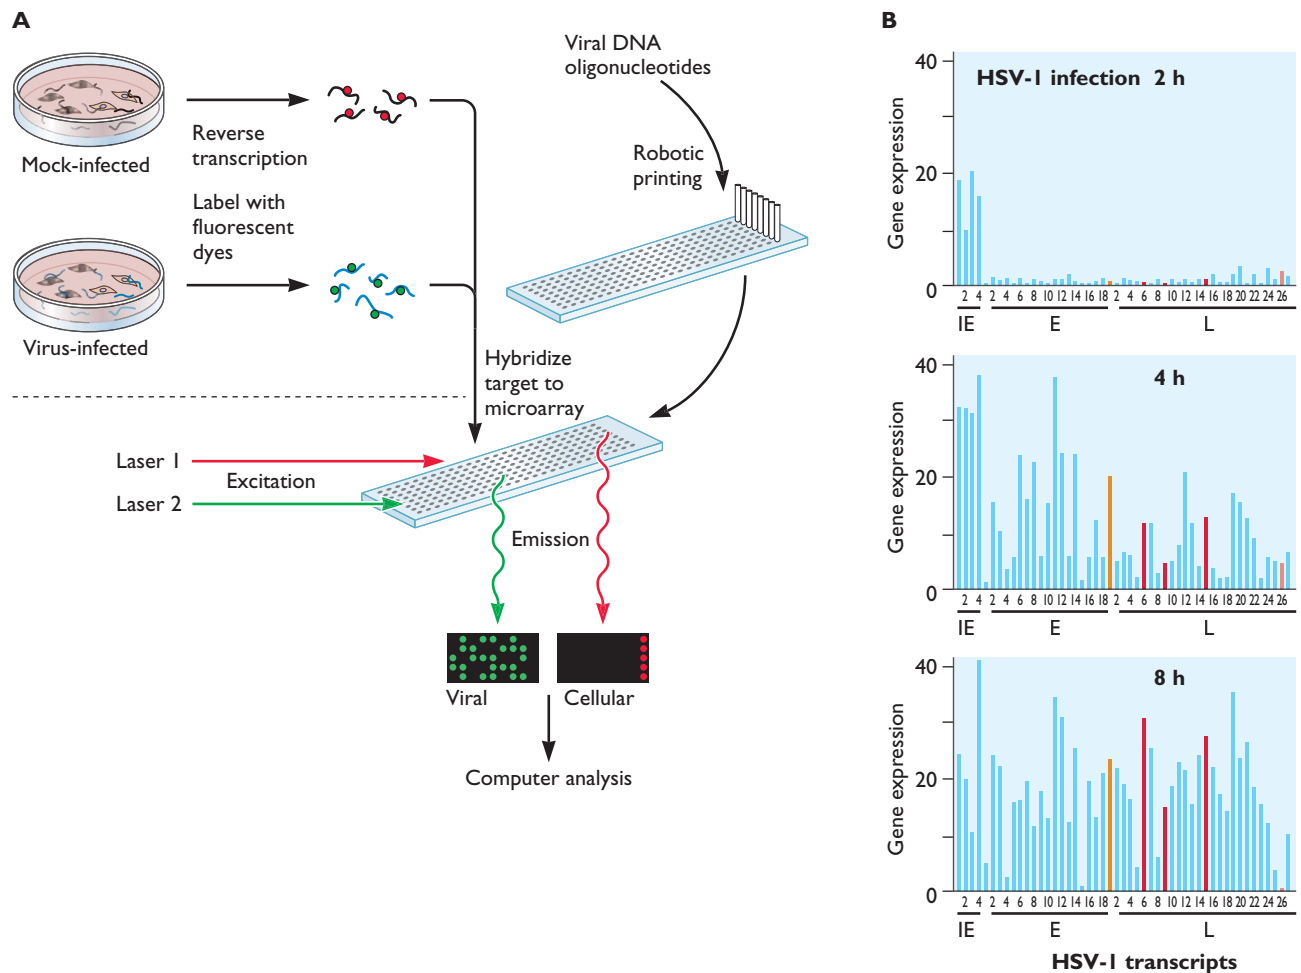 A
Mock-infected
Reverse
transcription
Label with
fluorescent
dyes
Virus-infected
Viral DNA
oligonucleotides
Robotic
printing
Hybridize
target to
microarray
Laser 1
Excitation
Laser 2
Emission
Viral
Cellular
Computer analysis
B
HSV-1 infection 2 h
Gene expression
40
20
0
2 4 2 4 6 8 10 12 14 16 18 2 4 6 8 10 12 14 16 18 20 22 24 26
IE E L
4 h
Gene expression
40
20
0
2 4 2 4 6 8 10 12 14 16 18 2 4 6 8 10 12 14 16 18 20 22 24 26
IE E L
8 h
Gene expression
40
20
0
2 4 2 4 6 8 10 12 14 16 18 2 4 6 8 10 12 14 16 18 20 22 24 26
IE E L
HSV-1 transcripts